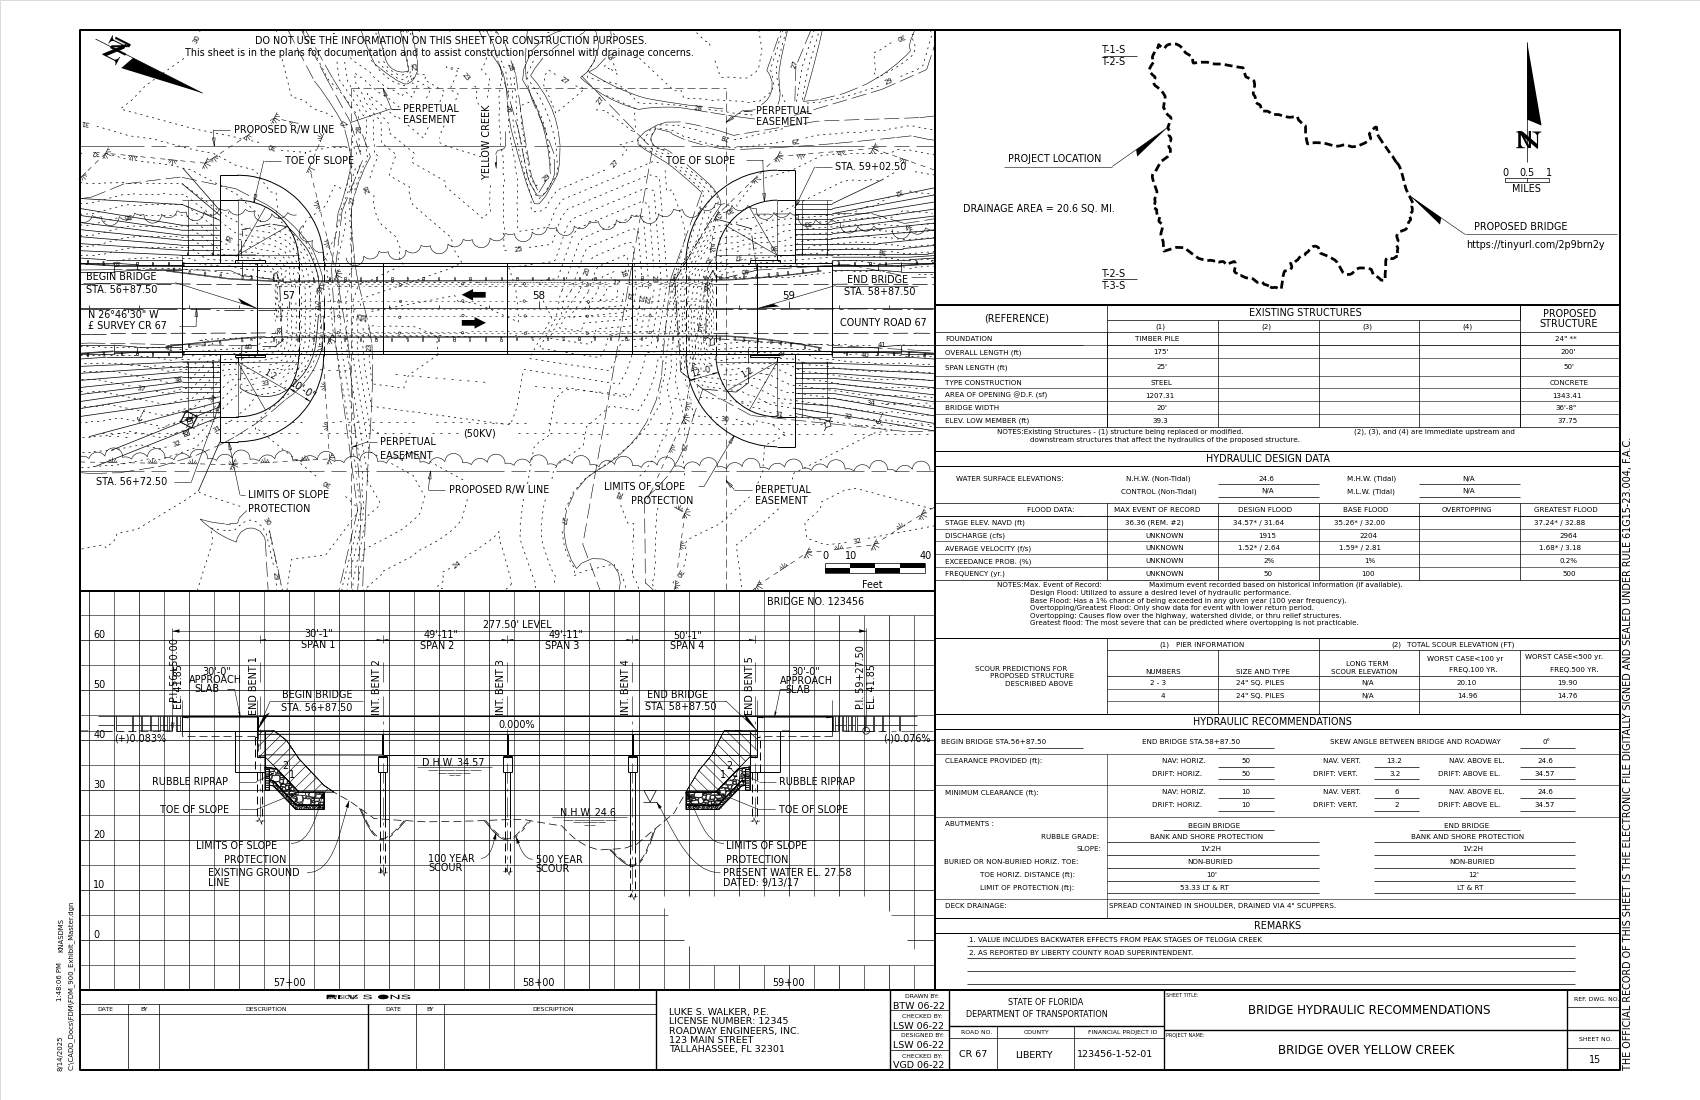 DO NOT USE THE INFORMATION ON THIS SHEET FOR CONSTRUCTION PURPOSES.
This sheet is in the plans for documentation and to assist construction personnel with drainage concerns.
PERPETUAL
EASEMENT
YELLOW CREEK
PERPETUAL
EASEMENT
PROPOSED R/W LINE
TOE OF SLOPE
TOE OF SLOPE
STA. 59+02.50
BEGIN BRIDGE
STA. 56+87.50
57
58
59
END BRIDGE
STA. 58+87.50
N 26°46'30" W
£ SURVEY CR 67
COUNTY ROAD 67
(50KV)
PERPETUAL
EASEMENT
STA. 56+72.50
LIMITS OF SLOPE
PROTECTION
PROPOSED R/W LINE
LIMITS OF SLOPE
PROTECTION
PERPETUAL
EASEMENT
0 10 40
Feet
BRIDGE NO. 123456
277.50' LEVEL
30'-1"
SPAN 1
49'-11"
SPAN 2
49'-11"
SPAN 3
50'-1"
SPAN 4
60
50
40
30
20
10
0
P.I. 56+50.00
EL. 41.85
30'-0"
APPROACH
SLAB
END BENT 1
BEGIN BRIDGE
STA. 56+87.50
INT. BENT 2
INT. BENT 3
INT. BENT 4
END BRIDGE
STA. 58+87.50
END BENT 5
30'-0"
APPROACH
SLAB
P.I. 59+27.50
EL. 41.85
(+)0.083%
0.000%
(-)0.076%
D.H.W. 34.57
2
1
2
1
RUBBLE RIPRAP
RUBBLE RIPRAP
TOE OF SLOPE
N.H.W. 24.6
TOE OF SLOPE
LIMITS OF SLOPE
PROTECTION
EXISTING GROUND
LINE
100 YEAR
SCOUR
500 YEAR
SCOUR
LIMITS OF SLOPE
PROTECTION
PRESENT WATER EL. 27.58
DATED: 9/13/17
57+00
58+00
59+00
T-1-S
T-2-S
PROJECT LOCATION
DRAINAGE AREA = 20.6 SQ. MI.
N
0 0.5 1
MILES
PROPOSED BRIDGE
https://tinyurl.com/2p9brn2y
T-2-S
T-3-S
(REFERENCE) EXISTING STRUCTURES PROPOSED
STRUCTURE
(1) (2) (3) (4)
FOUNDATION TIMBER PILE 24" **
OVERALL LENGTH (ft) 175' 200'
SPAN LENGTH (ft) 25' 50'
TYPE CONSTRUCTION STEEL CONCRETE
AREA OF OPENING @D.F. (sf) 1207.31 1343.41
BRIDGE WIDTH 20' 36'-8"
ELEV. LOW MEMBER (ft) 39.3 37.75
NOTES:Existing Structures - (1) structure being replaced or modified. (2), (3), and (4) are immediate upstream and
downstream structures that affect the hydraulics of the proposed structure.
HYDRAULIC DESIGN DATA
WATER SURFACE ELEVATIONS: N.H.W. (Non-Tidal) 24.6 M.H.W. (Tidal) N/A
CONTROL (Non-Tidal) N/A M.L.W. (Tidal) N/A
FLOOD DATA: MAX EVENT OF RECORD DESIGN FLOOD BASE FLOOD OVERTOPPING GREATEST FLOOD
STAGE ELEV. NAVD (ft) 36.36 (REM. #2) 34.57* / 31.64 35.26* / 32.00 37.24* / 32.88
DISCHARGE (cfs) UNKNOWN 1915 2204 2964
AVERAGE VELOCITY (f/s) UNKNOWN 1.52* / 2.64 1.59* / 2.81 1.68* / 3.18
EXCEEDANCE PROB. (%) UNKNOWN 2% 1% 0.2%
FREQUENCY (yr.) UNKNOWN 50 100 500
NOTES:Max. Event of Record: Maximum event recorded based on historical information (if available).
Design Flood: Utilized to assure a desired level of hydraulic performance.
Base Flood: Has a 1% chance of being exceeded in any given year (100 year frequency).
Overtopping/Greatest Flood: Only show data for event with lower return period.
Overtopping: Causes flow over the highway, watershed divide, or thru relief structures.
Greatest flood: The most severe that can be predicted where overtopping is not practicable.
(1) PIER INFORMATION (2) TOTAL SCOUR ELEVATION (FT)
SCOUR PREDICTIONS FOR
PROPOSED STRUCTURE
DESCRIBED ABOVE
NUMBERS SIZE AND TYPE LONG TERM
SCOUR ELEVATION WORST CASE<100 yr
FREQ.100 YR. WORST CASE<500 yr.
FREQ.500 YR.
2 - 3 24" SQ. PILES N/A 20.10 19.90
4 24" SQ. PILES N/A 14.96 14.76
HYDRAULIC RECOMMENDATIONS
BEGIN BRIDGE STA.56+87.50 END BRIDGE STA.58+87.50 SKEW ANGLE BETWEEN BRIDGE AND ROADWAY 0°
CLEARANCE PROVIDED (ft): NAV: HORIZ. 50 NAV. VERT. 13.2 NAV. ABOVE EL. 24.6
DRIFT: HORIZ. 50 DRIFT: VERT. 3.2 DRIFT: ABOVE EL. 34.57
MINIMUM CLEARANCE (ft): NAV: HORIZ. 10 NAV. VERT. 6 NAV. ABOVE EL. 24.6
DRIFT: HORIZ. 10 DRIFT: VERT. 2 DRIFT: ABOVE EL. 34.57
ABUTMENTS : BEGIN BRIDGE END BRIDGE
RUBBLE GRADE: BANK AND SHORE PROTECTION BANK AND SHORE PROTECTION
SLOPE: 1V:2H 1V:2H
BURIED OR NON-BURIED HORIZ. TOE: NON-BURIED NON-BURIED
TOE HORIZ. DISTANCE (ft): 10' 12'
LIMIT OF PROTECTION (ft): 53.33 LT & RT LT & RT
DECK DRAINAGE: SPREAD CONTAINED IN SHOULDER, DRAINED VIA 4" SCUPPERS.
REMARKS
1. VALUE INCLUDES BACKWATER EFFECTS FROM PEAK STAGES OF TELOGIA CREEK
2. AS REPORTED BY LIBERTY COUNTY ROAD SUPERINTENDENT.
DATE BY DESCRIPTION DATE BY DESCRIPTION
LUKE S. WALKER, P.E.
LICENSE NUMBER: 12345
ROADWAY ENGINEERS, INC.
123 MAIN STREET
TALLAHASSEE, FL 32301
DRAWN BY:
BTW 06-22
CHECKED BY:
LSW 06-22
DESIGNED BY:
LSW 06-22
CHECKED BY:
VGD 06-22
STATE OF FLORIDA
DEPARTMENT OF TRANSPORTATION
ROAD NO. COUNTY FINANCIAL PROJECT ID
CR 67 LIBERTY 123456-1-52-01
SHEET TITLE:
BRIDGE HYDRAULIC RECOMMENDATIONS
PROJECT NAME:
BRIDGE OVER YELLOW CREEK
REF. DWG. NO.
SHEET NO.
15
THE OFFICIAL RECORD OF THIS SHEET IS THE ELECTRONIC FILE DIGITALLY SIGNED AND SEALED UNDER RULE 61G15-23.004, F.A.C.
8/14/2025 1:48:06 PM KNASDMS
C:\CADD_Docs\FDM\FDM_900_Exhibit_Master.dgn